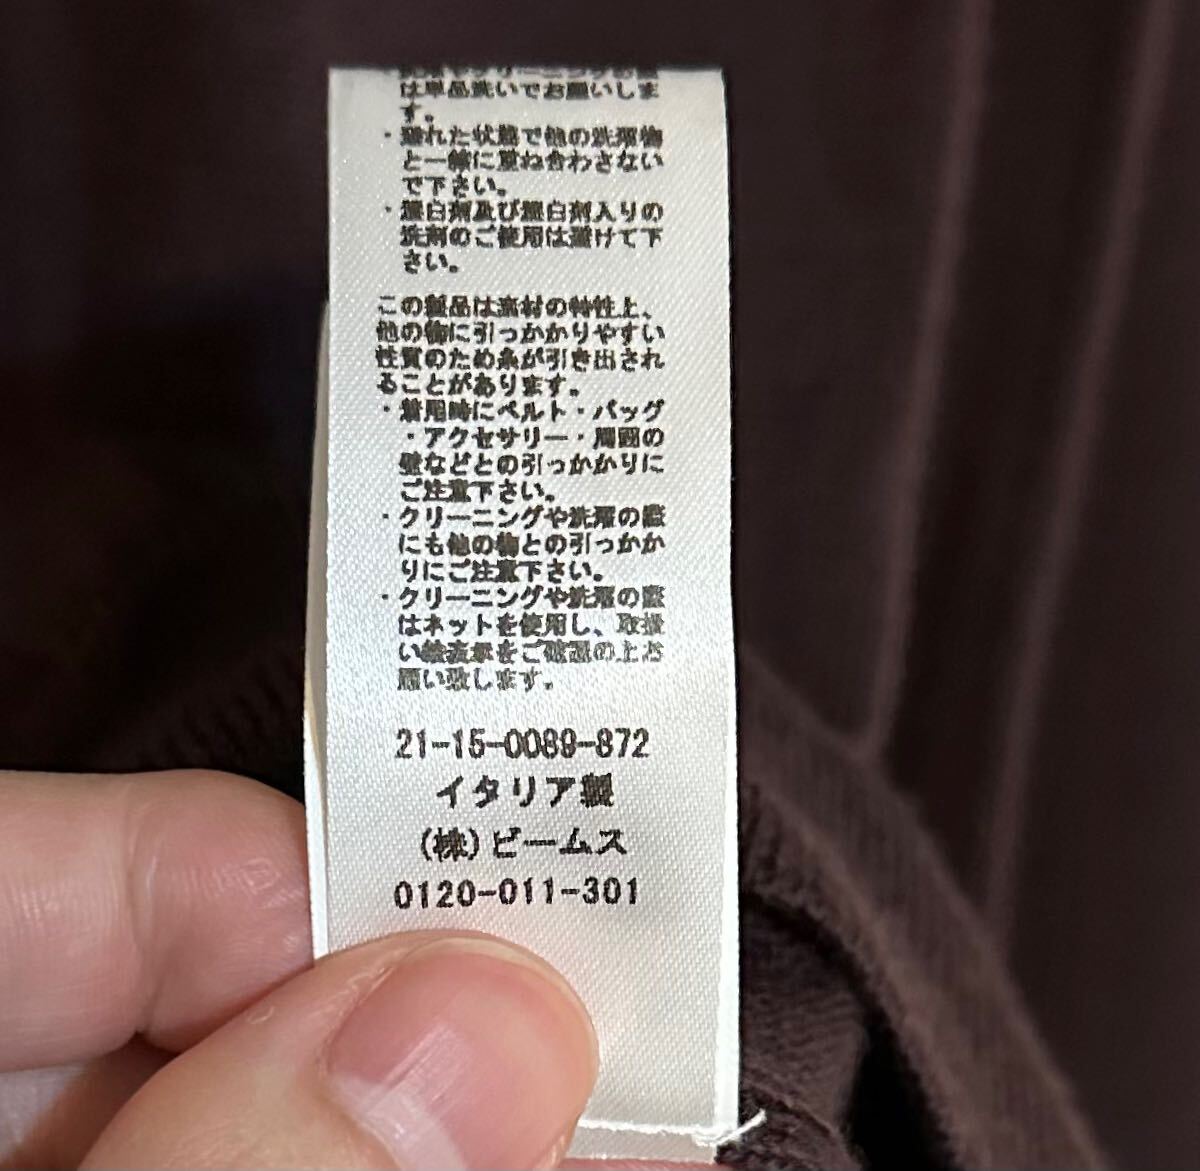 は単品洗いでお願いしま
す。
・濡れた状態で他の洗濯物
と一緒に重ね合わさない
で下さい。
・蛍白剤及び蛍白剤入りの
洗剤のご使用は避けて下
さい。
この製品は素材の特性上、
他の物に引っかかりやすい
性質のため糸が引き出され
ることがあります。
・着用時にベルト・バッグ
・アクセサリー・周囲の
壁などとの引っかかりに
ご注意下さい。
・クリーニングや洗濯の際
にも他の物との引っかか
りにご注意下さい。
・クリーニングや洗濯の際
はネットを使用し、取扱
い絵表示をご確認の上お
願い致します。
21-15-0089-872
イタリア製
(株)ビームス
0120-011-301